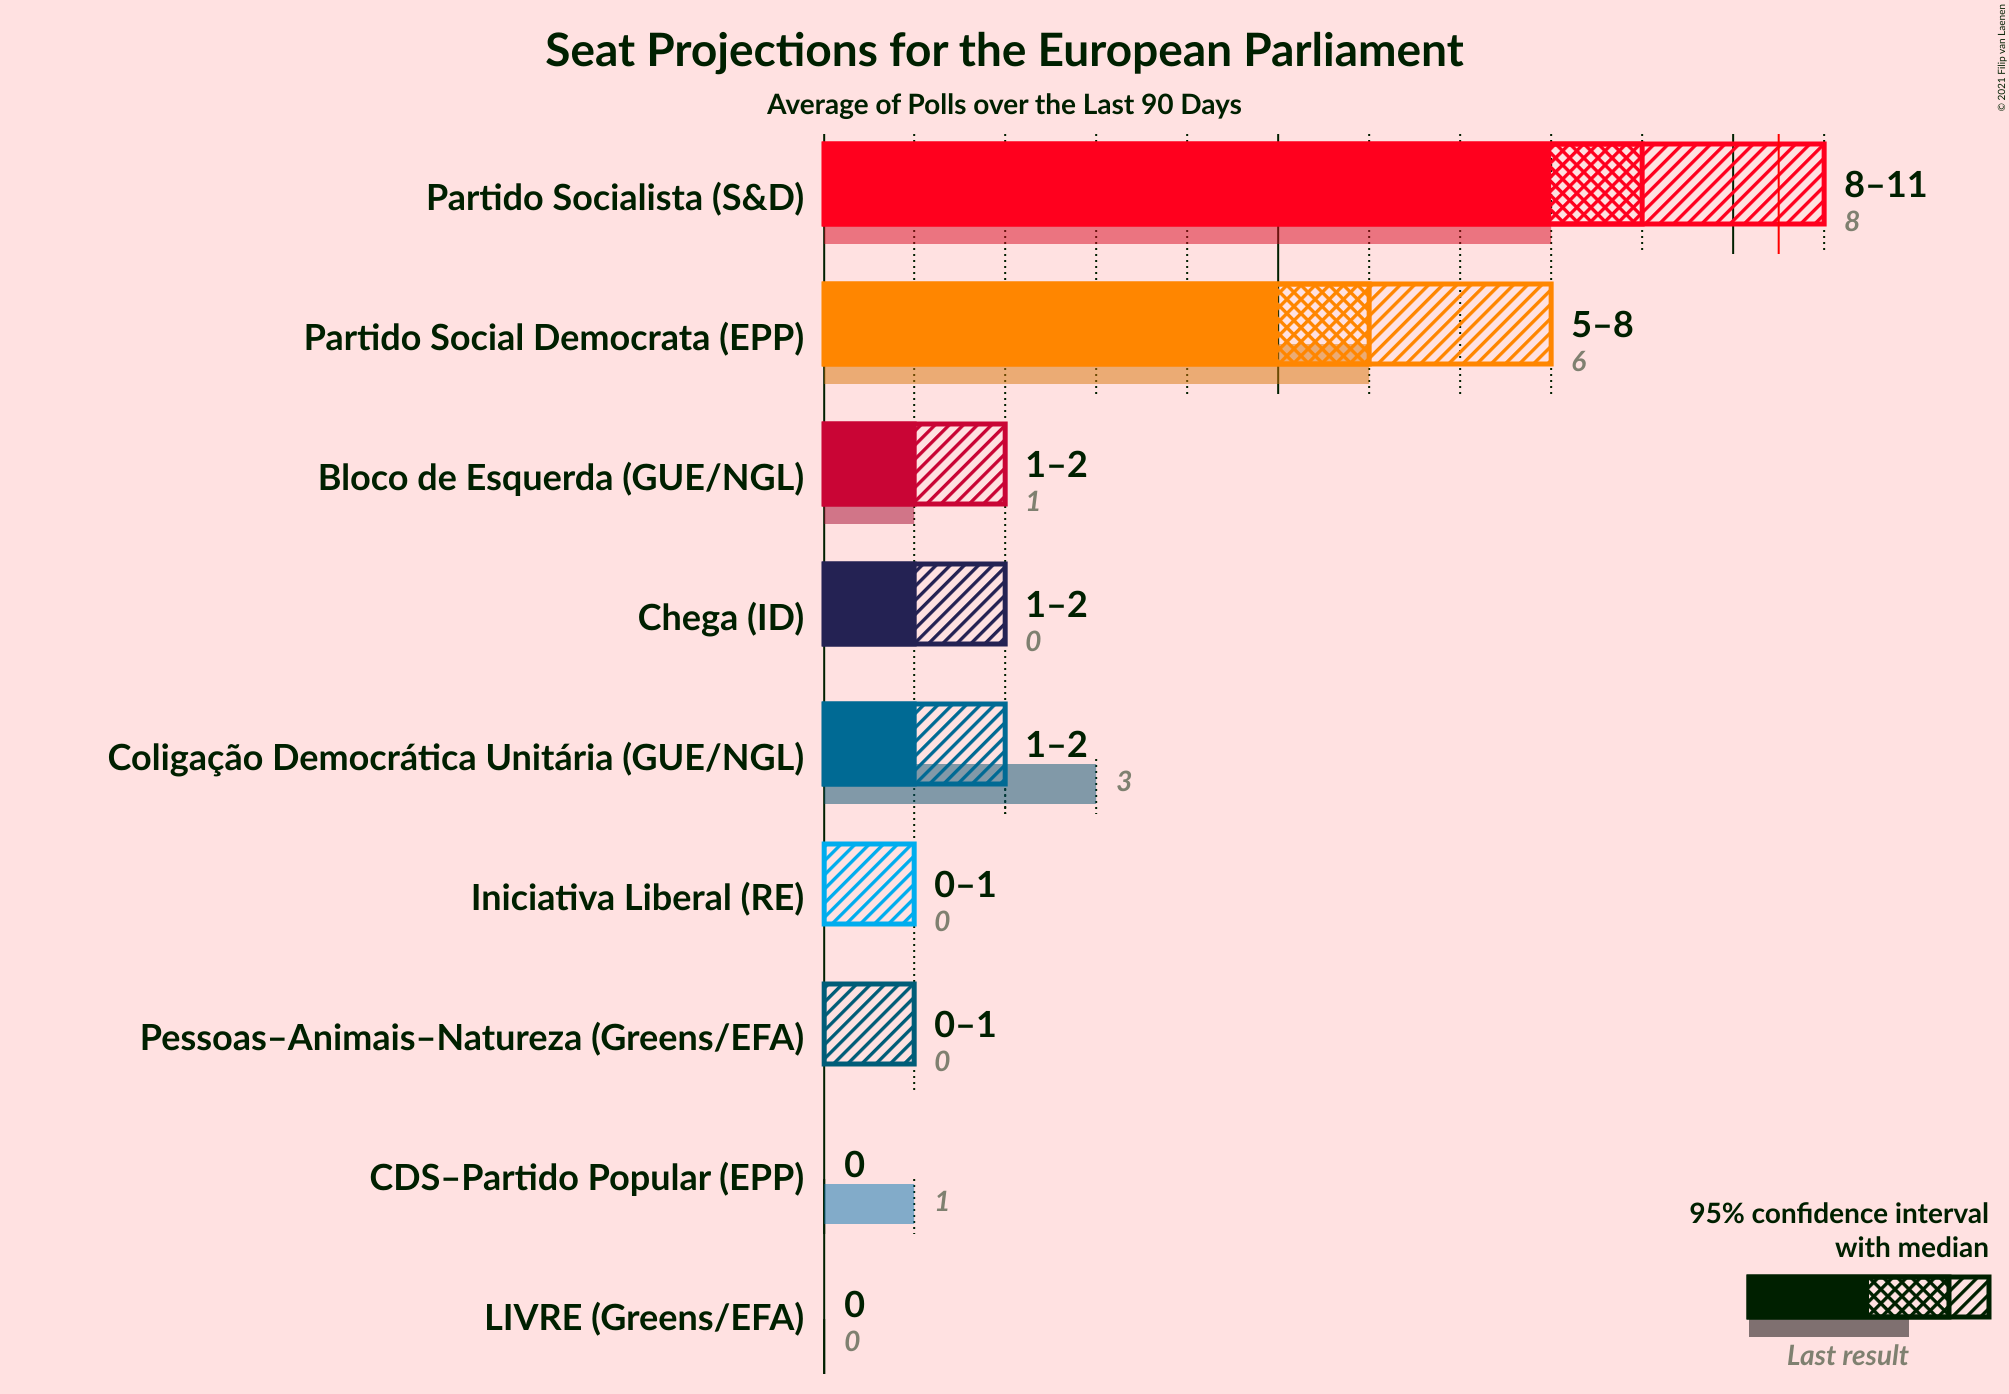 Seat Projections for the European Parliament
Average of Polls over the Last 90 Days
© 2021 Filip van Laenen
Partido Socialista (S&D)
8–11
8
Partido Social Democrata (EPP)
5–8
6
Bloco de Esquerda (GUE/NGL)
1–2
1
Chega (ID)
1–2
0
Coligação Democrática Unitária (GUE/NGL)
1–2
3
Iniciativa Liberal (RE)
0–1
0
Pessoas–Animais–Natureza (Greens/EFA)
0–1
0
CDS–Partido Popular (EPP)
0
1
LIVRE (Greens/EFA)
0
0
95% confidence interval
with median
Last result